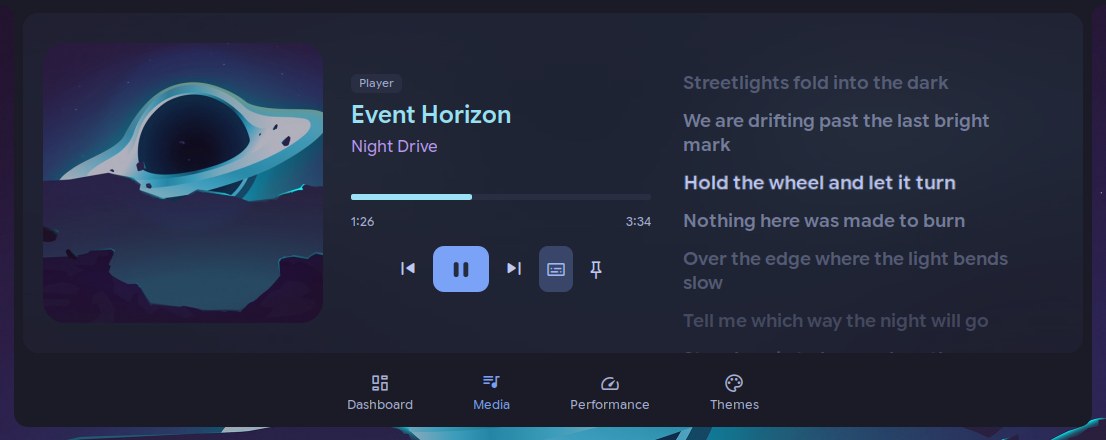 Player
Event Horizon
Night Drive
1:26
3:34
Streetlights fold into the dark
We are drifting past the last bright
mark
Hold the wheel and let it turn
Nothing here was made to burn
Over the edge where the light bends
slow
Tell me which way the night will go
Dashboard
Media
Performance
Themes